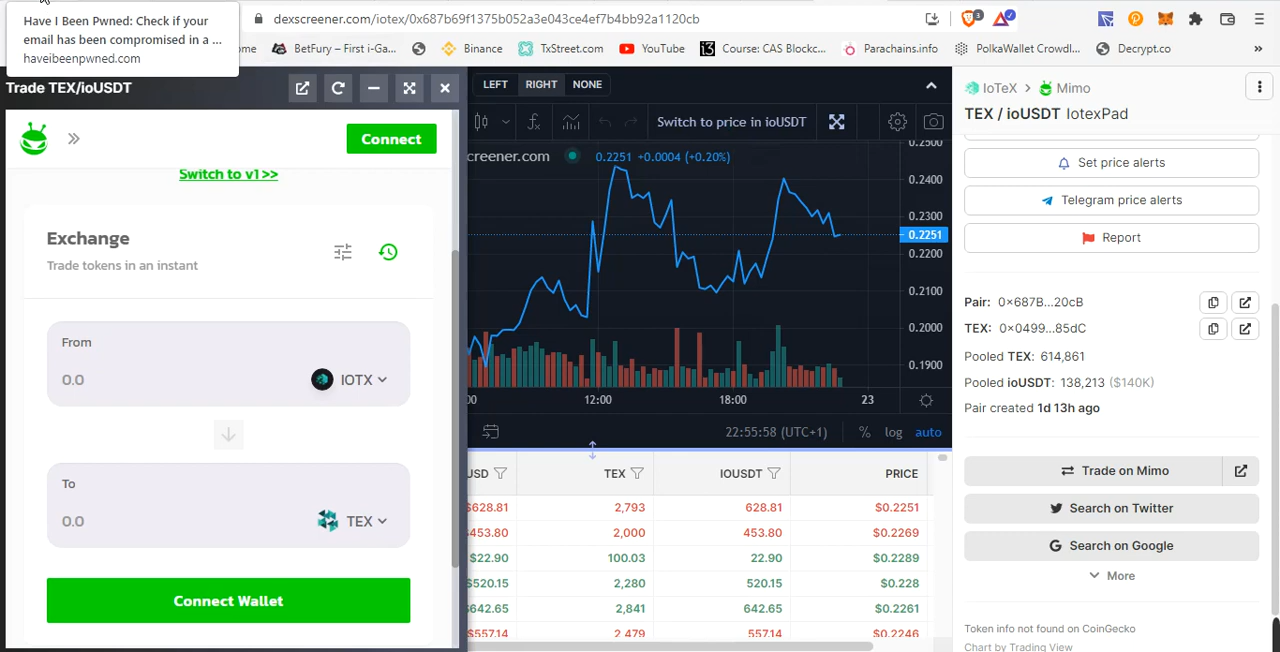 Have I Been Pwned: Check if your
email has been compromised in a ...
haveibeenpwned.com
dexscreener.com/iotex/0x687b69f1375b052a3e043ce4ef7b4bb92a1120cb
3
ome
BetFury – First i-Ga...
Binance
TxStreet.com
YouTube
i3
Course: CAS Blockc...
Parachains.info
PolkaWallet Crowdl...
Decrypt.co
»
Trade TEX/ioUSDT
Connect
Switch to v1>>
Exchange
Trade tokens in an instant
From
0.0
IOTX
To
0.0
TEX
Connect Wallet
LEFT RIGHT NONE
Switch to price in ioUSDT
creener.com 0.2251 +0.0004 (+0.20%)
0.2500
0.2400
0.2300
0.2251
0.2200
0.2100
0.2000
0.1900
00 12:00 18:00 23
22:55:58 (UTC+1) % log auto
USD TEX IOUSDT PRICE
$628.81 2,793 628.81 $0.2251
$453.80 2,000 453.80 $0.2269
$22.90 100.03 22.90 $0.2289
$520.15 2,280 520.15 $0.228
$642.65 2,841 642.65 $0.2261
$557.14 2,479 557.14 $0.2246
IoTeX > Mimo
TEX / ioUSDT IotexPad
Set price alerts
Telegram price alerts
Report
Pair: 0×687B...20cB
TEX: 0×0499...85dC
Pooled TEX: 614,861
Pooled ioUSDT: 138,213 ($140K)
Pair created 1d 13h ago
Trade on Mimo
Search on Twitter
Search on Google
More
Token info not found on CoinGecko
Chart by Trading View